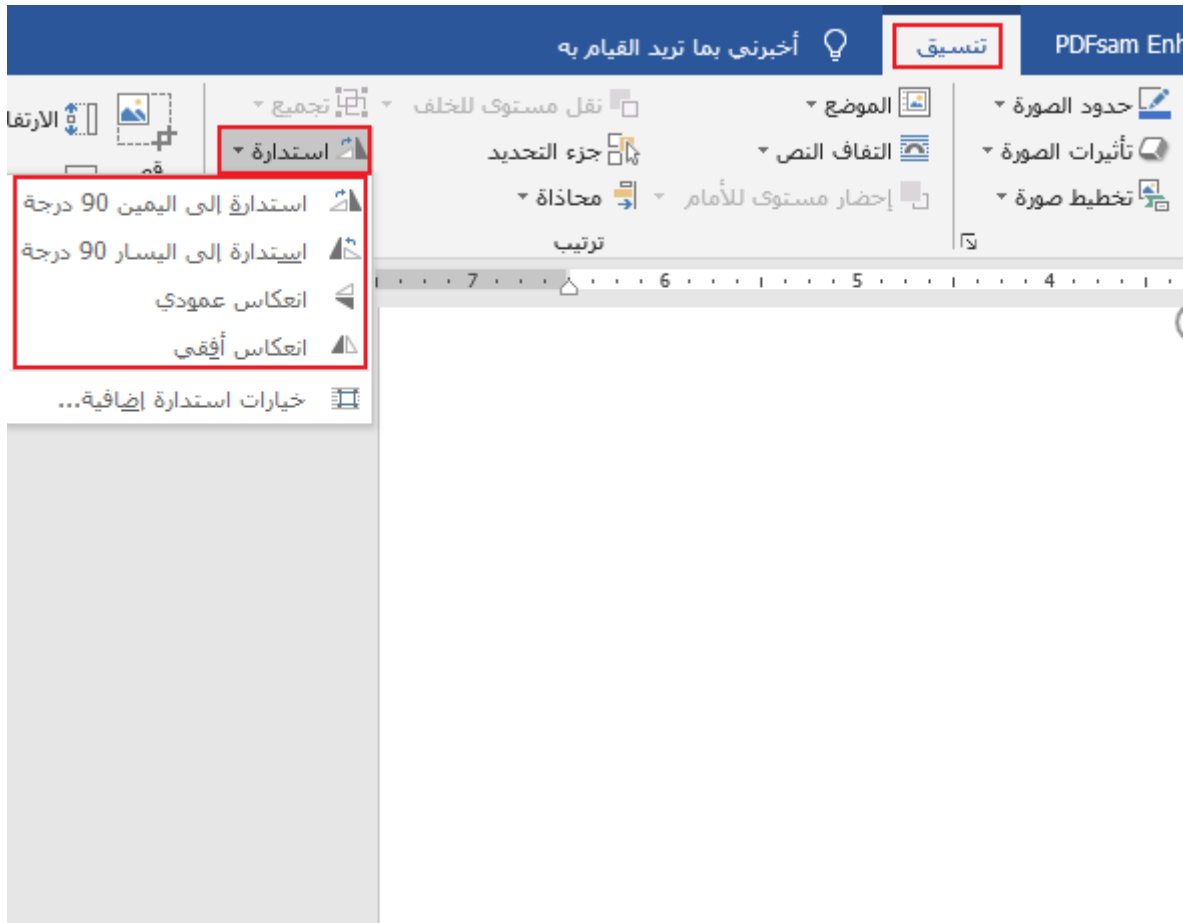 PDFsam Enh
تنسيق
أخبرني بما تريد القيام به
حدود الصورة
تأثيرات الصورة
تخطيط صورة
الموضع
نقل مستوى للخلف
تجميع
التفاف النص
جزء التحديد
استدارة
إحضار مستوى للأمام
محاذاة
ترتيب
الارتفا
استدارة إلى اليمين 90 درجة
استدارة إلى اليسار 90 درجة
انعكاس عمودي
انعكاس أفقي
خيارات استدارة إضافية...
4 5 6 7